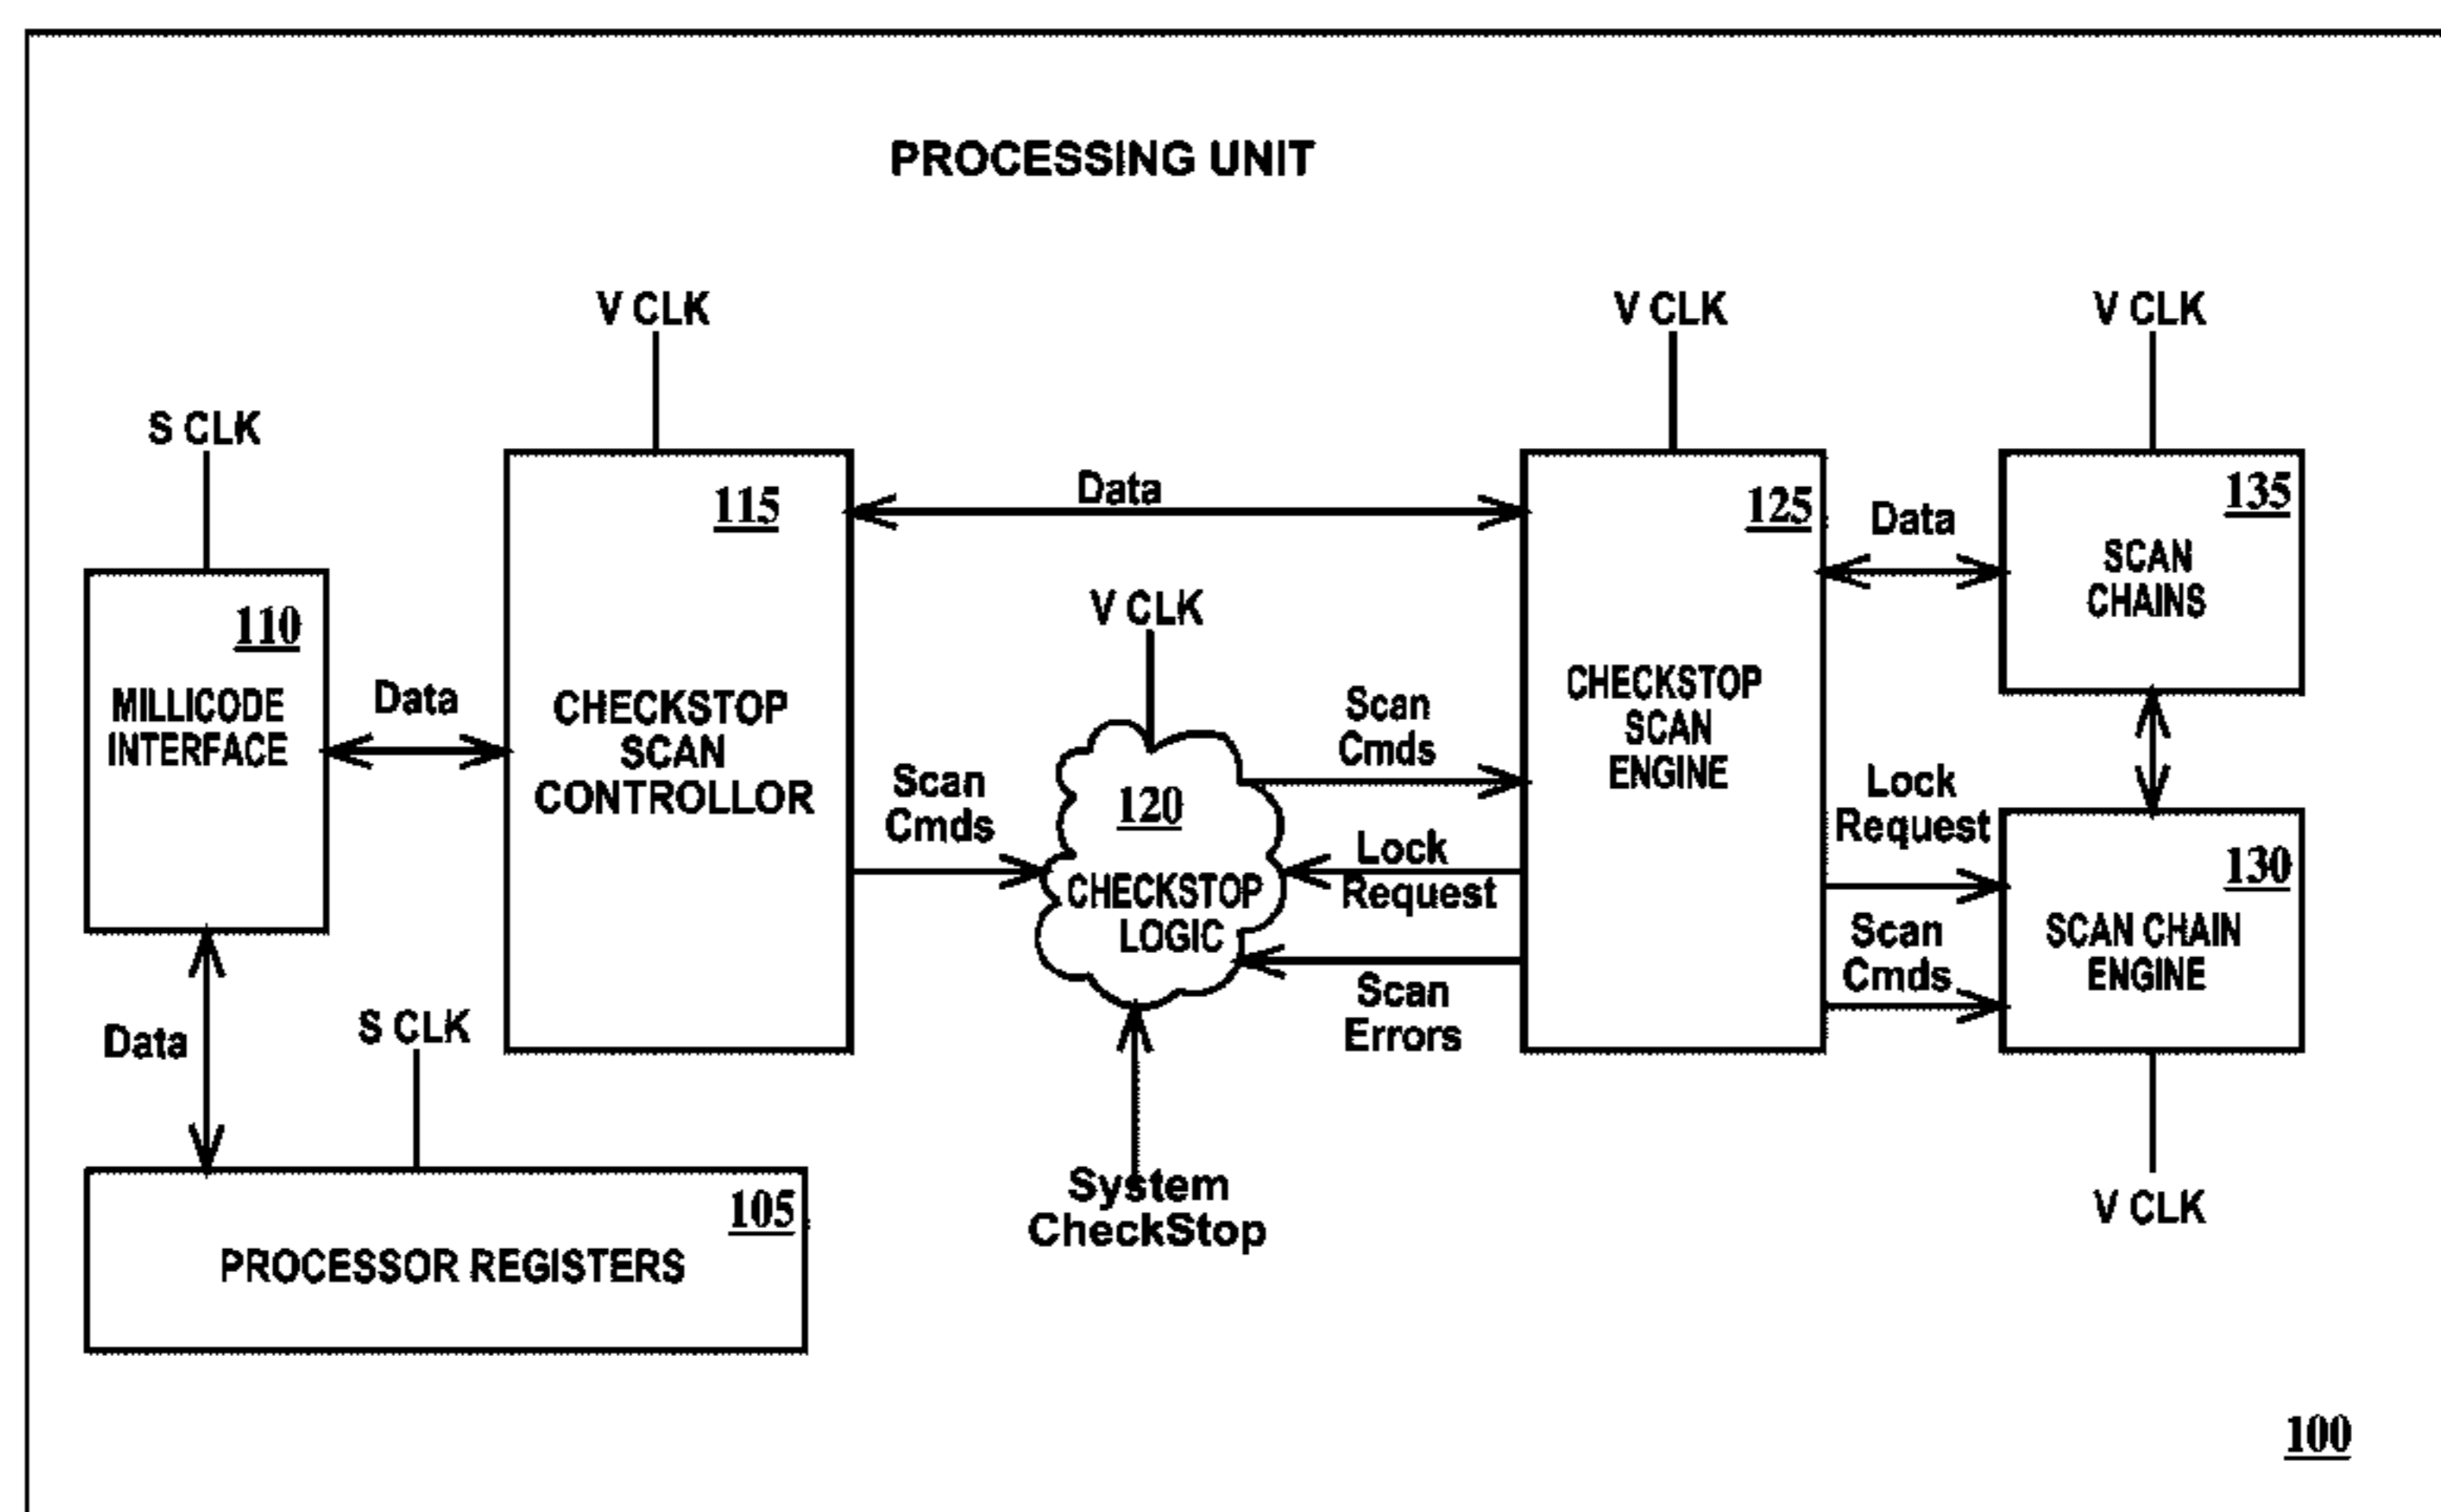 PROCESSING UNIT
V CLK
V CLK
V CLK
S CLK
115
Data
125
135
Data
SCAN
CHAINS
110
V CLK
MILLICODE
INTERFACE
Data
CHECKSTOP
SCAN
CONTROLLOR
Scan
Cmds
CHECKSTOP
SCAN
ENGINE
Scan
Cmds
120
CHECKSTOP
LOGIC
Lock
Request
Lock
Request
130
SCAN CHAIN
ENGINE
Scan
Cmds
Scan
Errors
Data
S CLK
System
CheckStop
V CLK
105
PROCESSOR REGISTERS
100